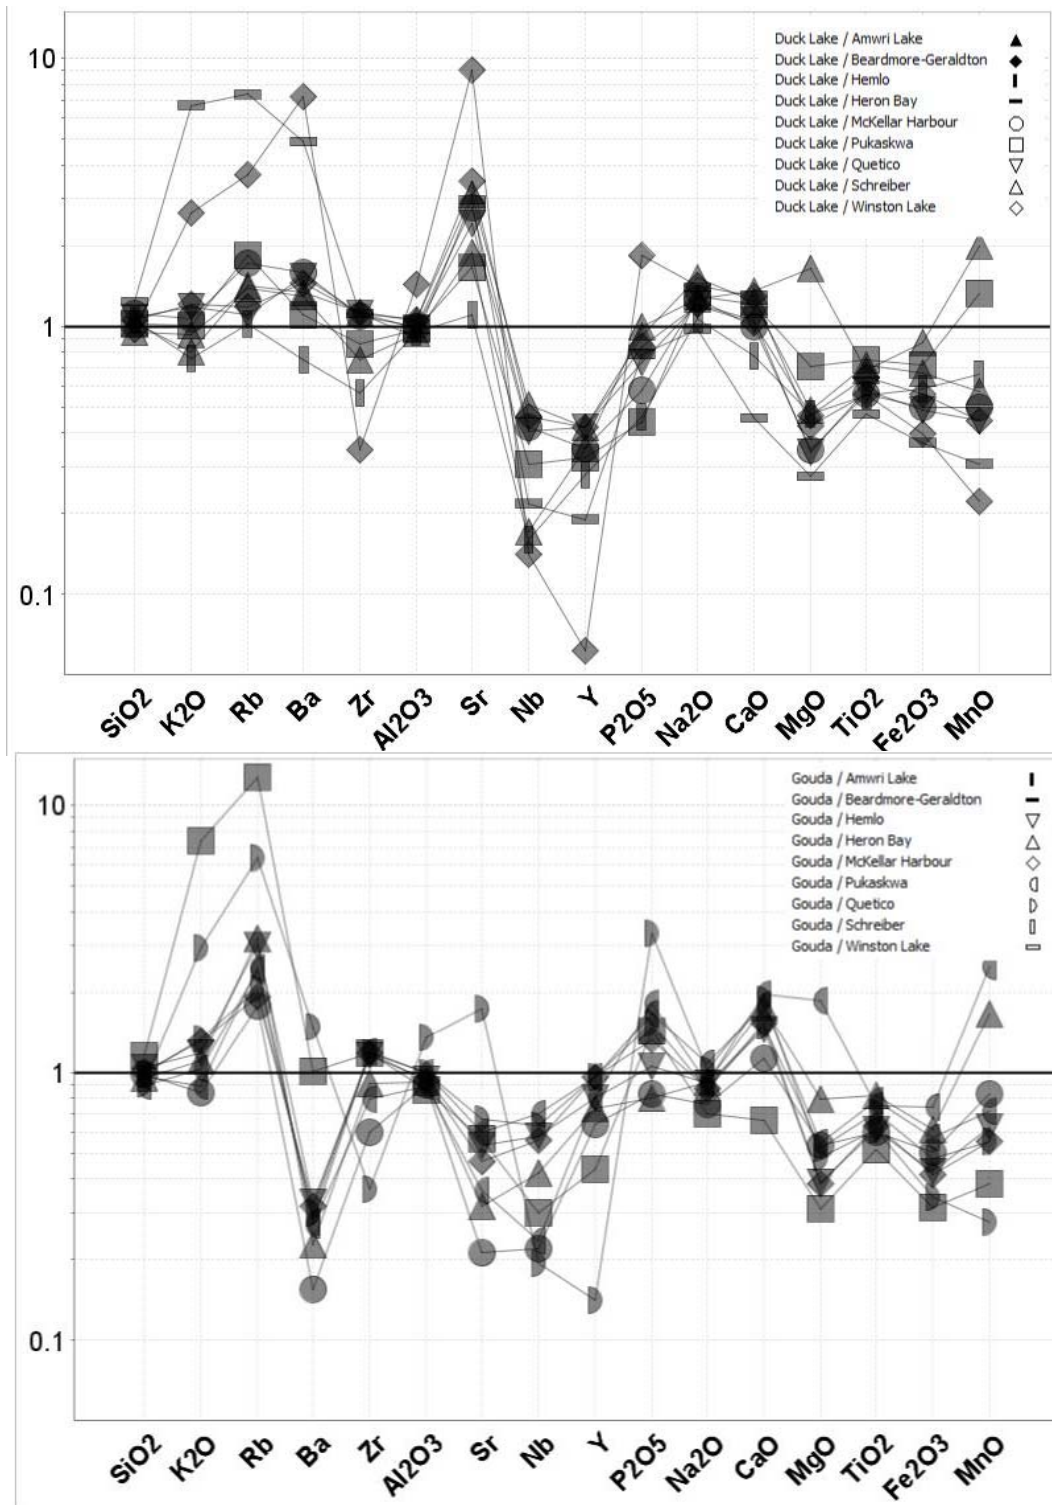 10
1
0.1
Duck Lake / Amwri Lake
Duck Lake / Beardmore-Geraldton
Duck Lake / Hemlo
Duck Lake / Heron Bay
Duck Lake / McKellar Harbour
Duck Lake / Pukaskwa
Duck Lake / Quetico
Duck Lake / Schreiber
Duck Lake / Winston Lake
SiO2 K2O Rb Ba Zr Al2O3 Sr Nb Y P2O5 Na2O CaO MgO TiO2 Fe2O3 MnO
10
1
0.1
Gouda / Amwri Lake
Gouda / Beardmore-Geraldton
Gouda / Hemlo
Gouda / Heron Bay
Gouda / McKellar Harbour
Gouda / Pukaskwa
Gouda / Quetico
Gouda / Schreiber
Gouda / Winston Lake
SiO2 K2O Rb Ba Zr Al2O3 Sr Nb Y P2O5 Na2O CaO MgO TiO2 Fe2O3 MnO